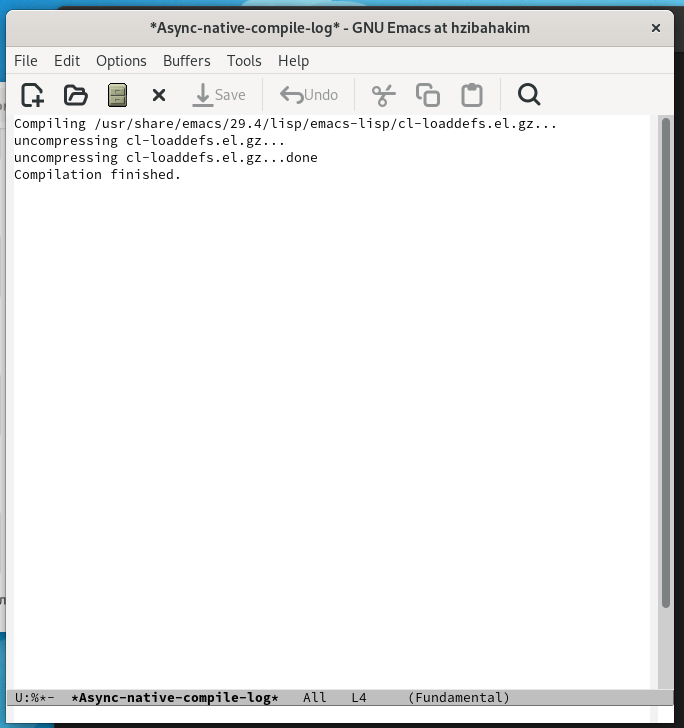 *Async-native-compile-log* - GNU Emacs at hzibahakim
File Edit Options Buffers Tools Help
Save Undo
Compiling /usr/share/emacs/29.4/lisp/emacs-lisp/cl-loaddefs.el.gz...
uncompressing cl-loaddefs.el.gz...
uncompressing cl-loaddefs.el.gz...done
Compilation finished.
U:%*- *Async-native-compile-log* All L4 (Fundamental)